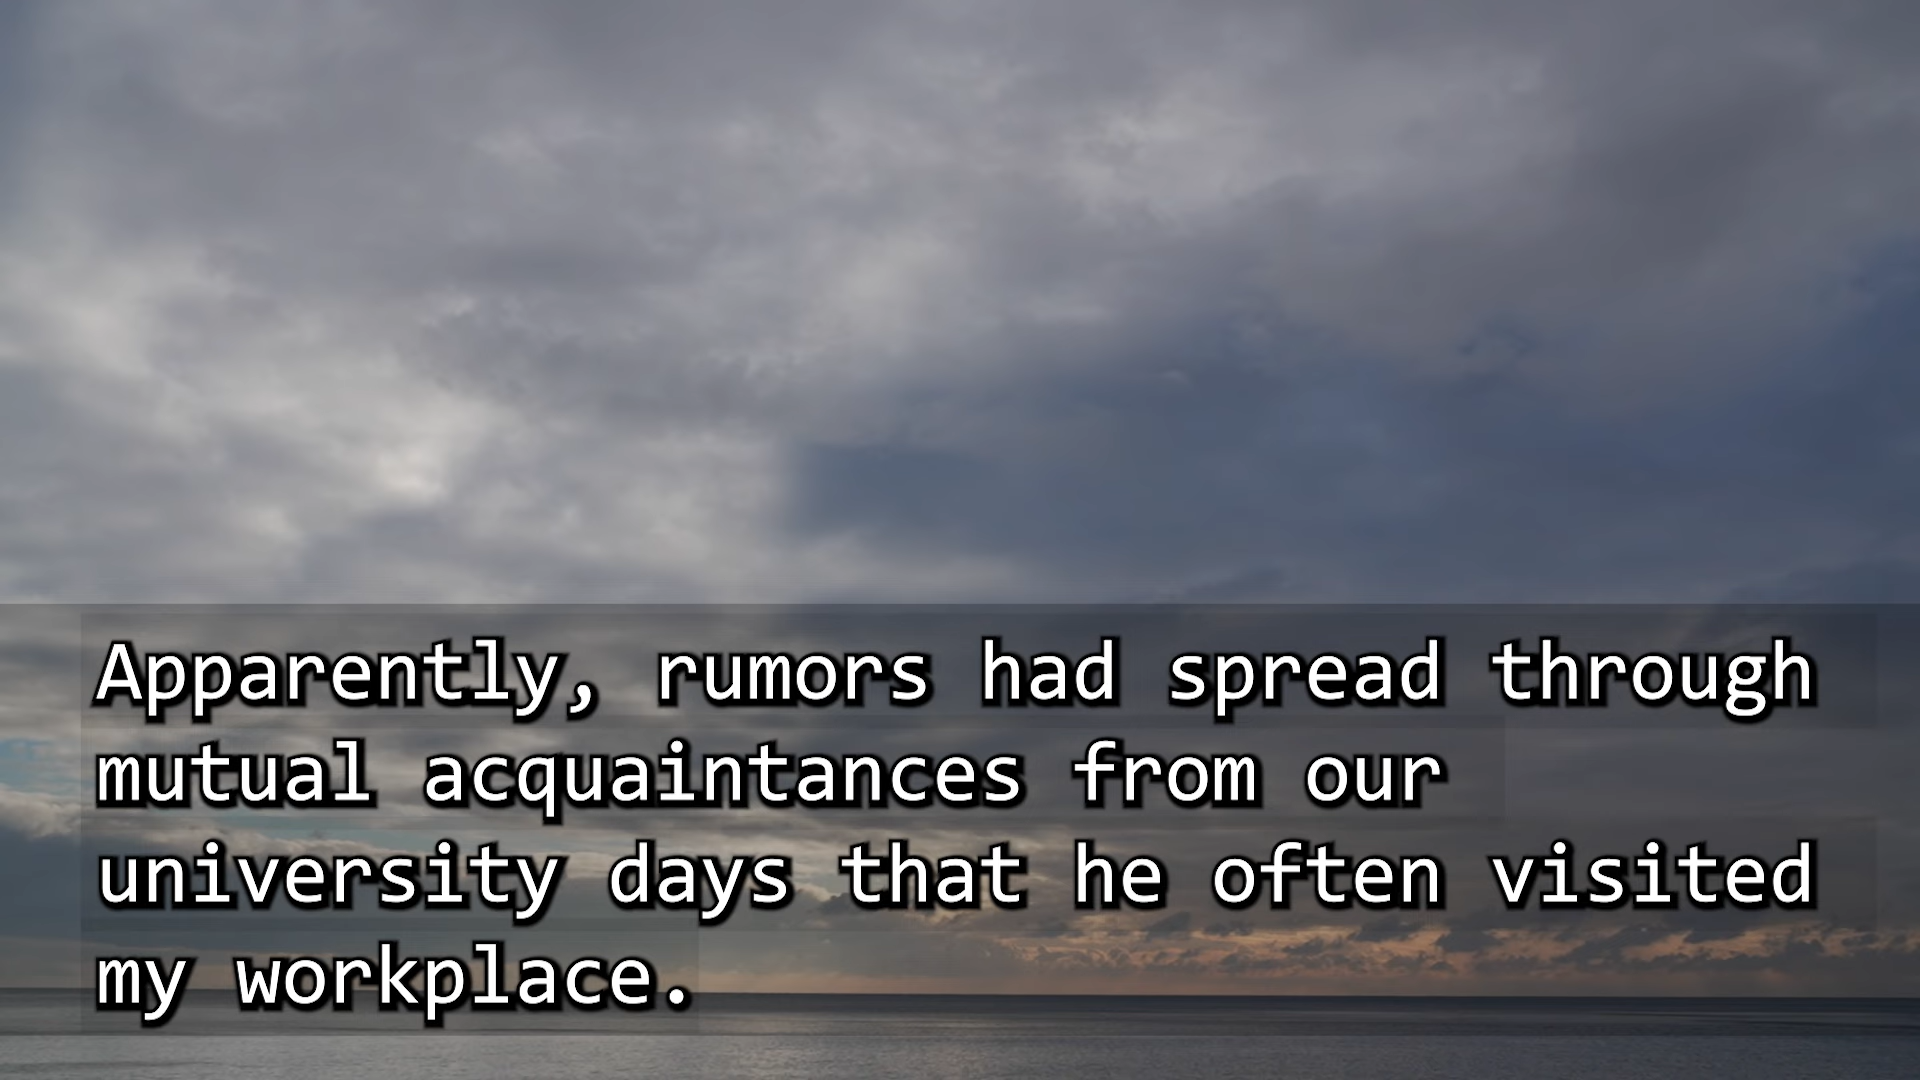 Apparently, rumors had spread through
mutual acquaintances from our
university days that he often visited
my workplace.